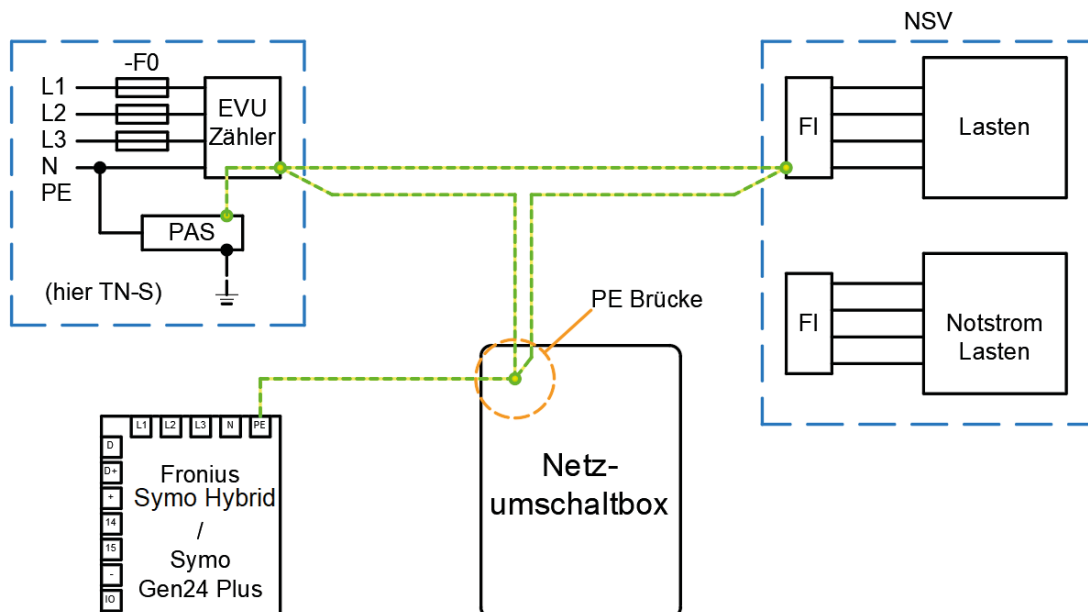 NSV
-F0
L1
L2
L3
N
PE
EVU
Zähler
PAS
(hier TN-S)
FI
Lasten
FI
Notstrom
Lasten
PE Brücke
Netz-
umschaltbox
L1 L2 L3 N PE
D
D+
+
14
15
-
IO
Fronius
Symo Hybrid
/
Symo
Gen24 Plus